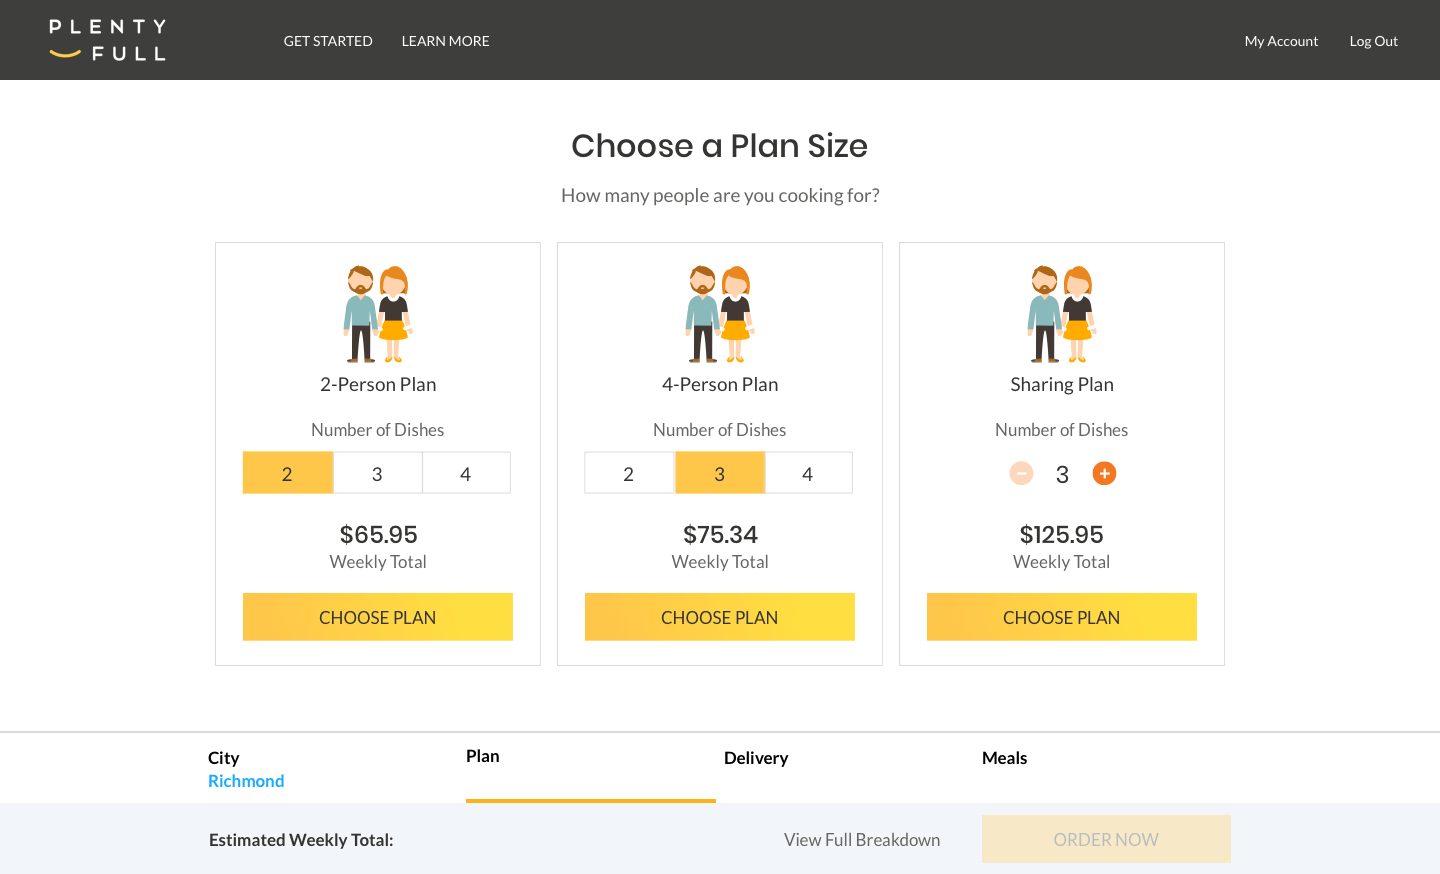 PLENTY
FULL
GET STARTED
LEARN MORE
My Account
Log Out
Choose a Plan Size
How many people are you cooking for?
2-Person Plan
Number of Dishes
2 3 4
$65.95
Weekly Total
CHOOSE PLAN
4-Person Plan
Number of Dishes
2 3 4
$75.34
Weekly Total
CHOOSE PLAN
Sharing Plan
Number of Dishes
− 3 +
$125.95
Weekly Total
CHOOSE PLAN
City
Richmond
Plan
Delivery
Meals
Estimated Weekly Total:
View Full Breakdown
ORDER NOW